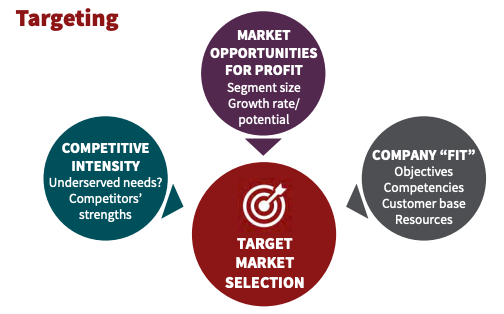 Targeting
MARKET
OPPORTUNITIES
FOR PROFIT
Segment size
Growth rate/
potential
COMPETITIVE
INTENSITY
Underserved needs?
Competitors’
strengths
COMPANY “FIT”
Objectives
Competencies
Customer base
Resources
TARGET
MARKET
SELECTION